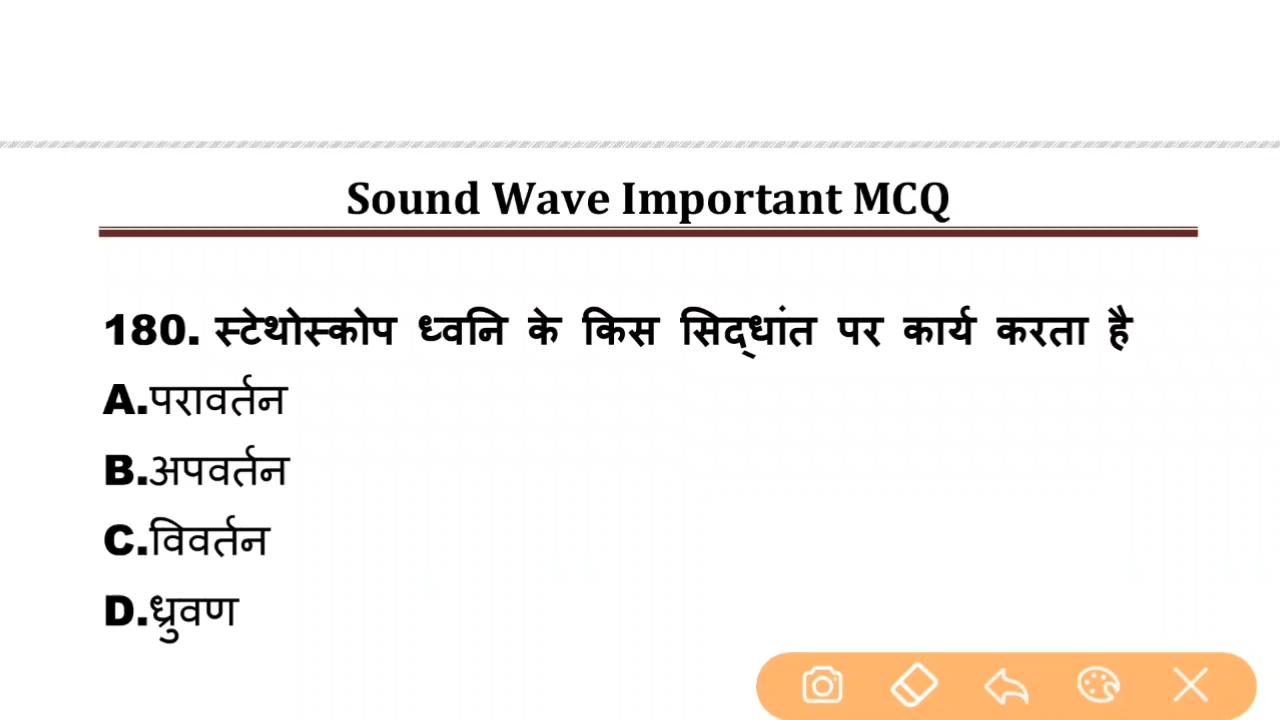 Sound Wave Important MCQ
180. स्टेथोस्कोप ध्वनि के किस सिद्धांत पर कार्य करता है
A.परावर्तन
B.अपवर्तन
C.विवर्तन
D.ध्रुवण